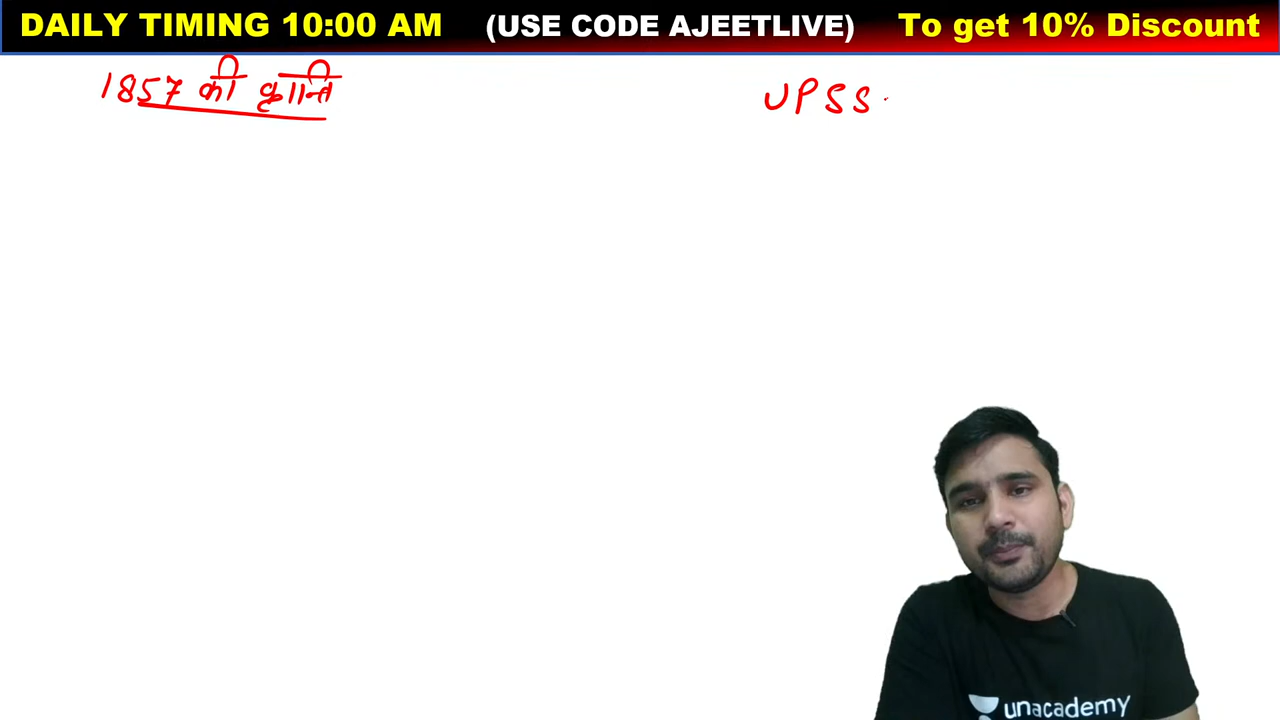 DAILY TIMING 10:00 AM (USE CODE AJEETLIVE) To get 10% Discount
1857 की क्रान्ति UPSS
unacademy